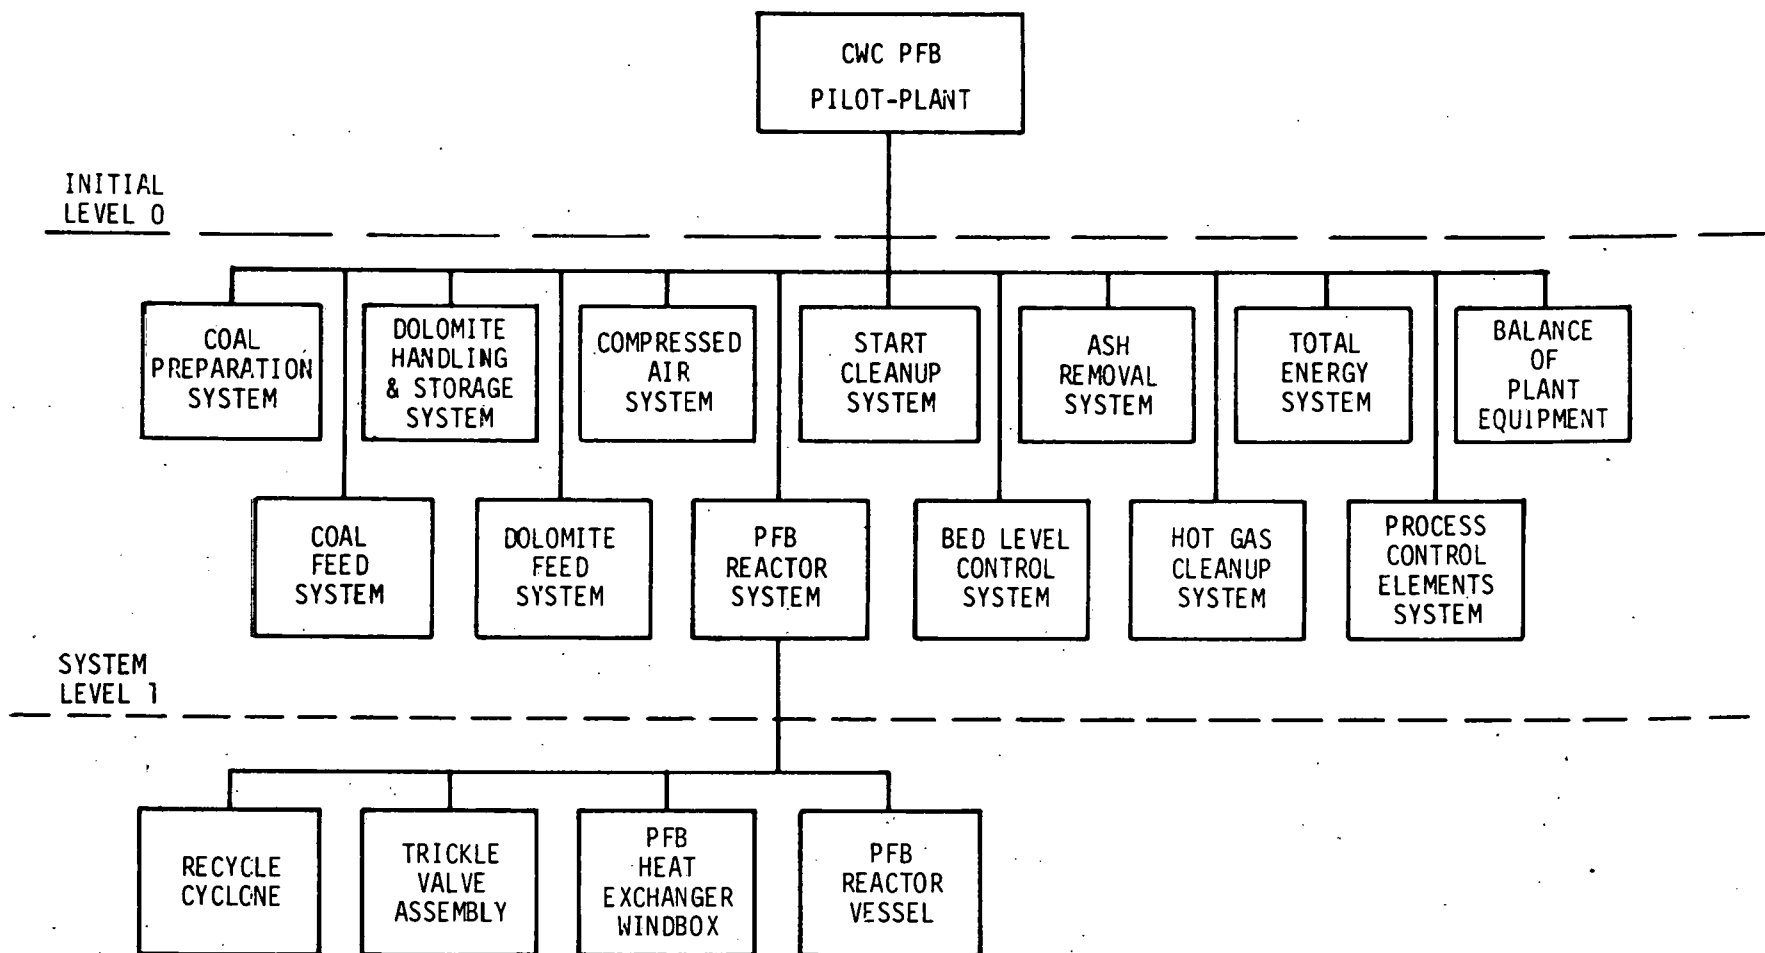 CWC PFB
PILOT-PLANT
INITIAL
LEVEL 0
COAL
PREPARATION
SYSTEM
DOLOMITE
HANDLING
& STORAGE
SYSTEM
COMPRESSED
AIR
SYSTEM
START
CLEANUP
SYSTEM
ASH
REMOVAL
SYSTEM
TOTAL
ENERGY
SYSTEM
BALANCE
OF
PLANT
EQUIPMENT
COAL
FEED
SYSTEM
DOLOMITE
FEED
SYSTEM
PFB
REACTOR
SYSTEM
BED LEVEL
CONTROL
SYSTEM
HOT GAS
CLEANUP
SYSTEM
PROCESS
CONTROL
ELEMENTS
SYSTEM
SYSTEM
LEVEL 1
RECYCLE
CYCLONE
TRICKLE
VALVE
ASSEMBLY
PFB
HEAT
EXCHANGER
WINDBOX
PFB
REACTOR
VESSEL